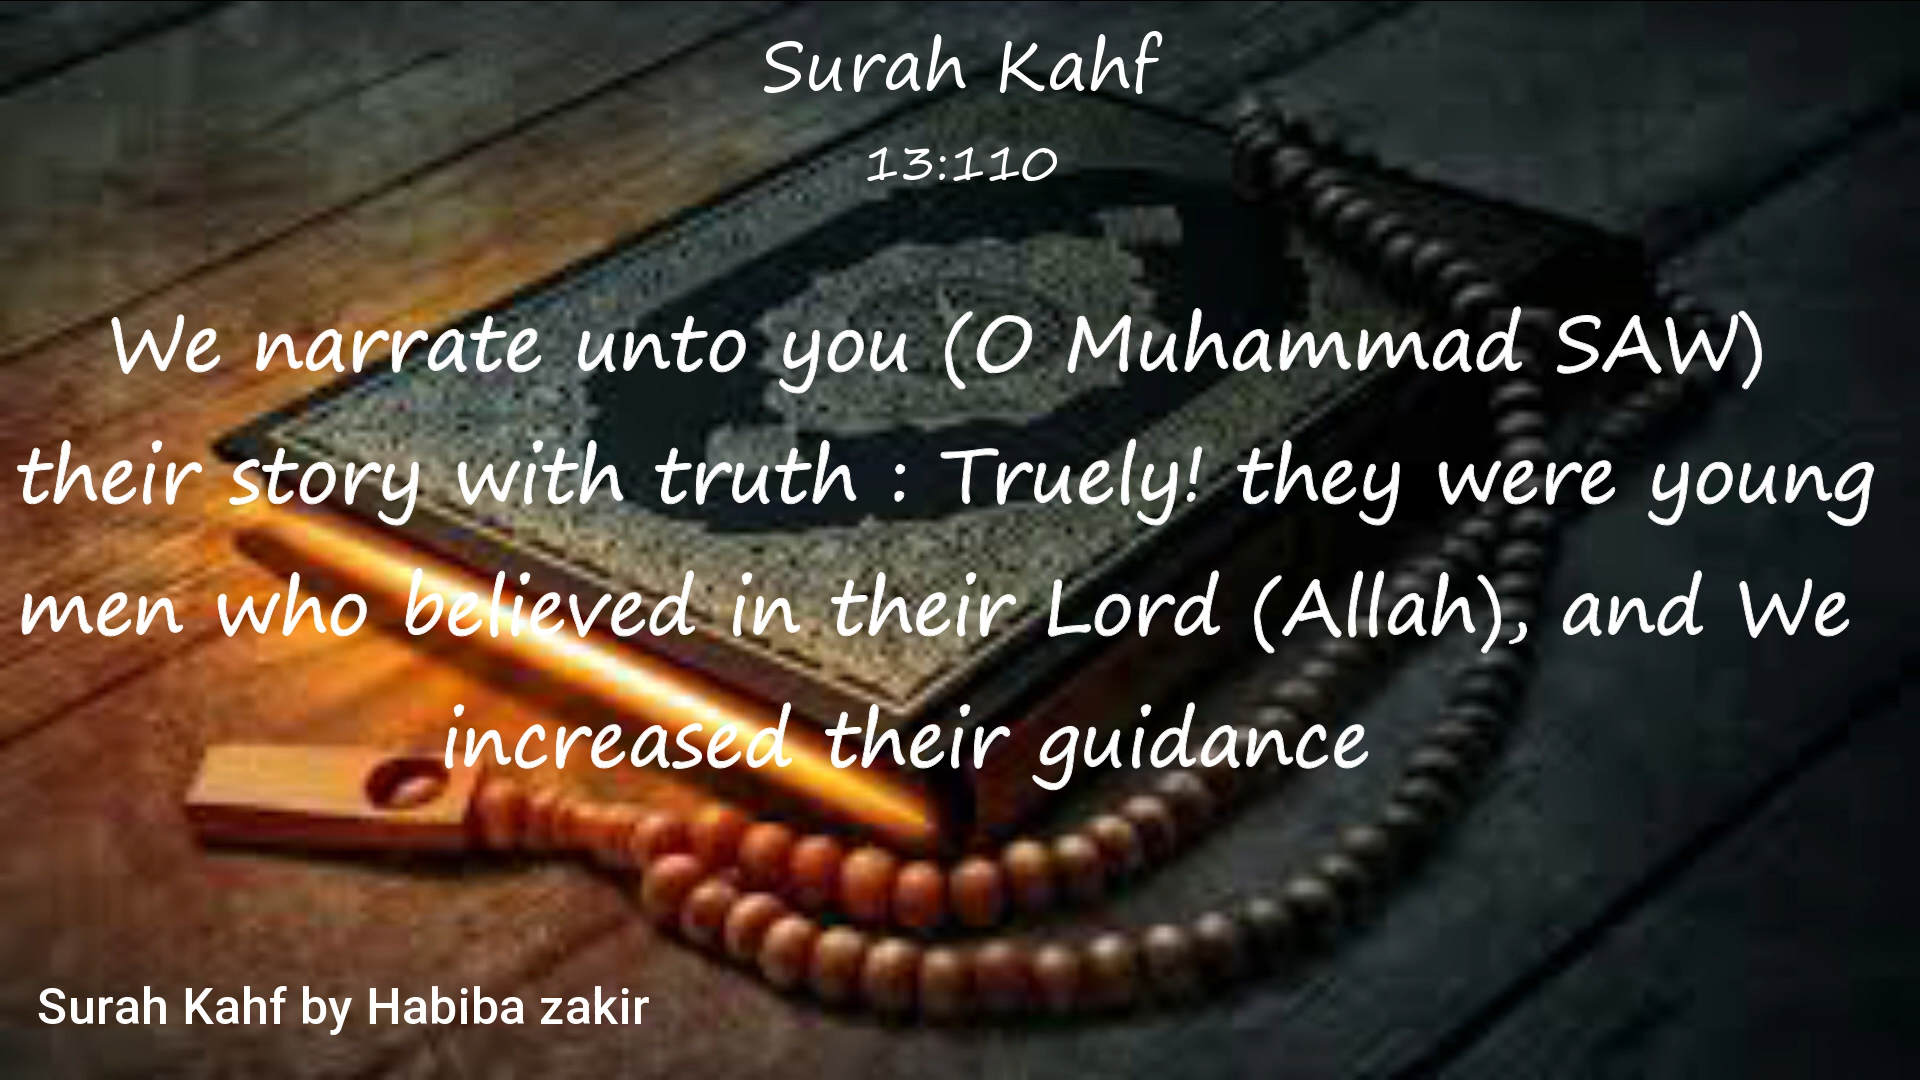 Surah Kahf
13:110
We narrate unto you (O Muhammad SAW)
their story with truth : Truely! they were young
men who believed in their Lord (Allah), and We
increased their guidance
Surah Kahf by Habiba zakir